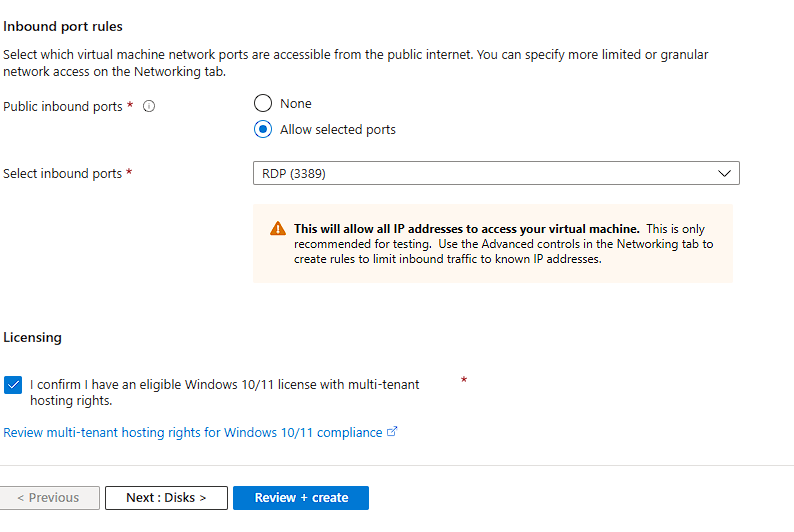 Inbound port rules
Select which virtual machine network ports are accessible from the public internet. You can specify more limited or granular
network access on the Networking tab.
Public inbound ports *
None
Allow selected ports
Select inbound ports *
RDP (3389)
This will allow all IP addresses to access your virtual machine. This is only
recommended for testing. Use the Advanced controls in the Networking tab to
create rules to limit inbound traffic to known IP addresses.
Licensing
I confirm I have an eligible Windows 10/11 license with multi-tenant *
hosting rights.
Review multi-tenant hosting rights for Windows 10/11 compliance
< Previous
Next : Disks >
Review + create